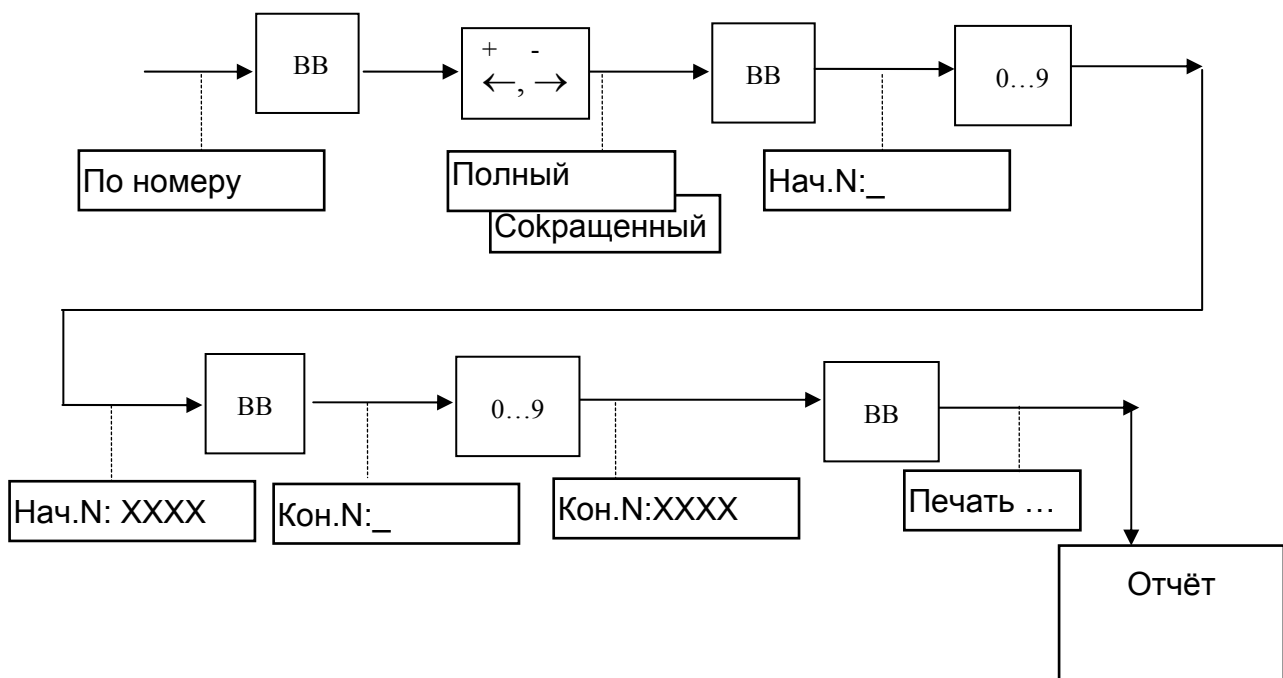 ВВ
+ -
←, →
ВВ
0…9
По номеру
Полный
Сокращенный
Нач.N:_
ВВ
0…9
ВВ
Нач.N: XXXX
Кон.N:_
Кон.N:XXXX
Печать …
Отчёт